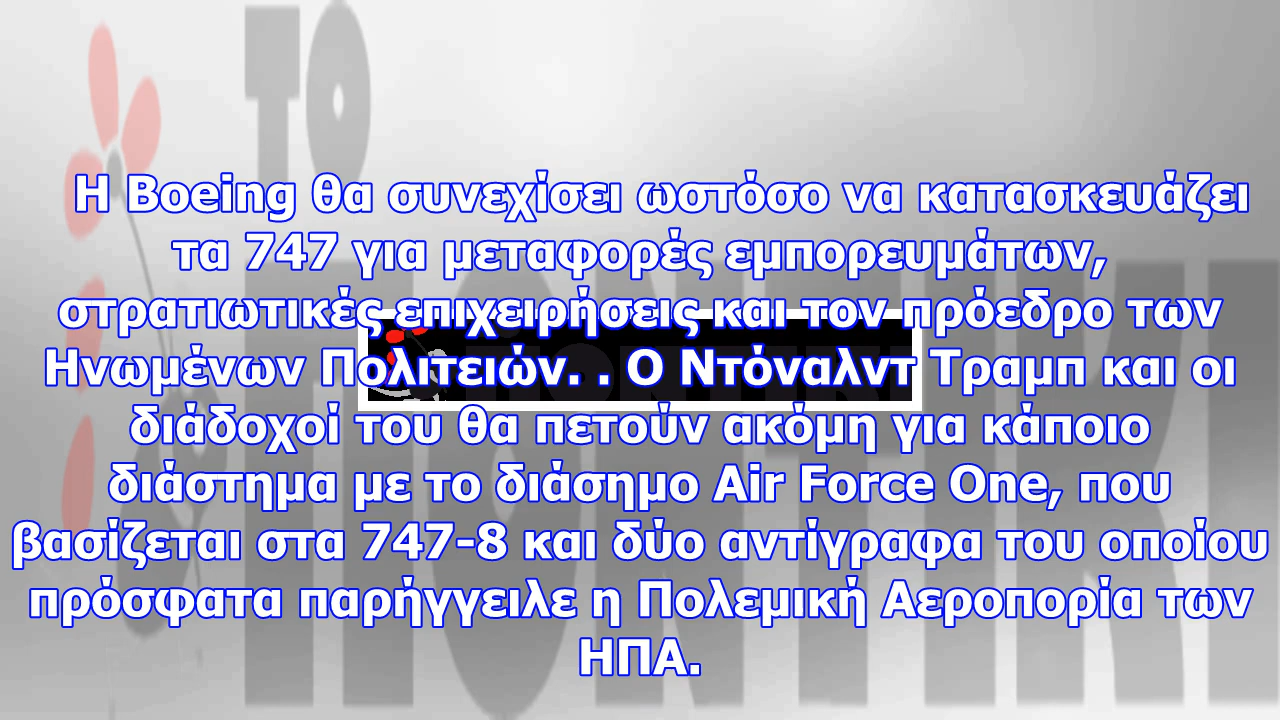 ΤΟ
ΠΟΝΤΙΚΙ
Η Boeing θα συνεχίσει ωστόσο να κατασκευάζει
τα 747 για μεταφορές εμπορευμάτων,
στρατιωτικές επιχειρήσεις και τον πρόεδρο των
Ηνωμένων Πολιτειών. . Ο Ντόναλντ Τραμπ και οι
διάδοχοί του θα πετούν ακόμη για κάποιο
διάστημα με το διάσημο Air Force One, που
βασίζεται στα 747-8 και δύο αντίγραφα του οποίου
πρόσφατα παρήγγειλε η Πολεμική Αεροπορία των
ΗΠΑ.